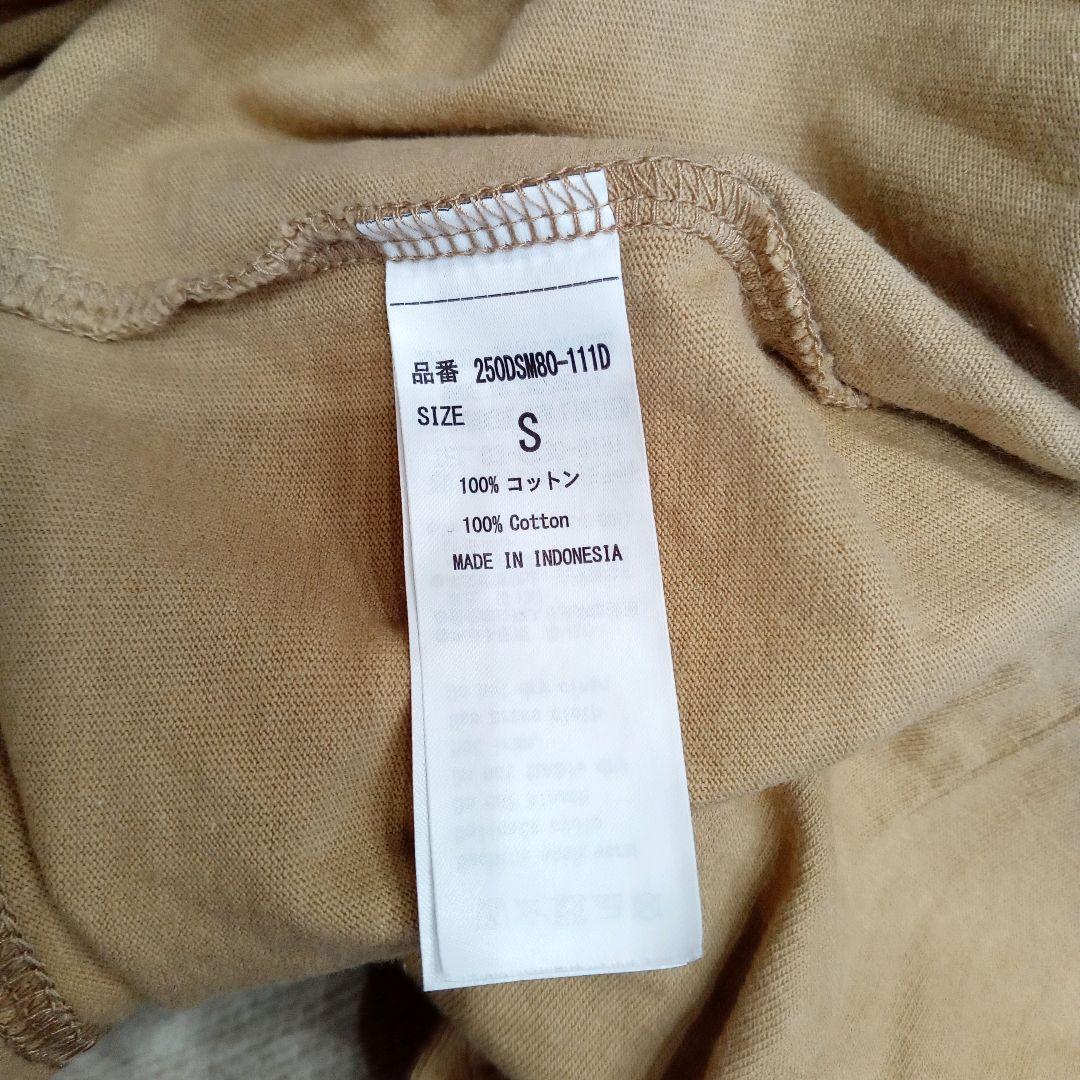 品番 250DSM80-111D
SIZE S
100% コットン
100% Cotton
MADE IN INDONESIA